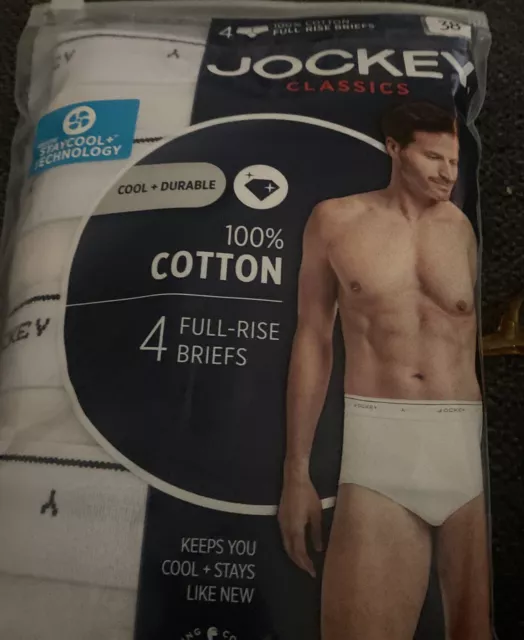 4 100% COTTON
FULL-RISE BRIEFS
38
JOCKEY
CLASSICS
STAYCOOL+
TECHNOLOGY
COOL + DURABLE
100%
COTTON
4 FULL-RISE
BRIEFS
JOCKEY
JOCKEY
KEEPS YOU
COOL + STAYS
LIKE NEW